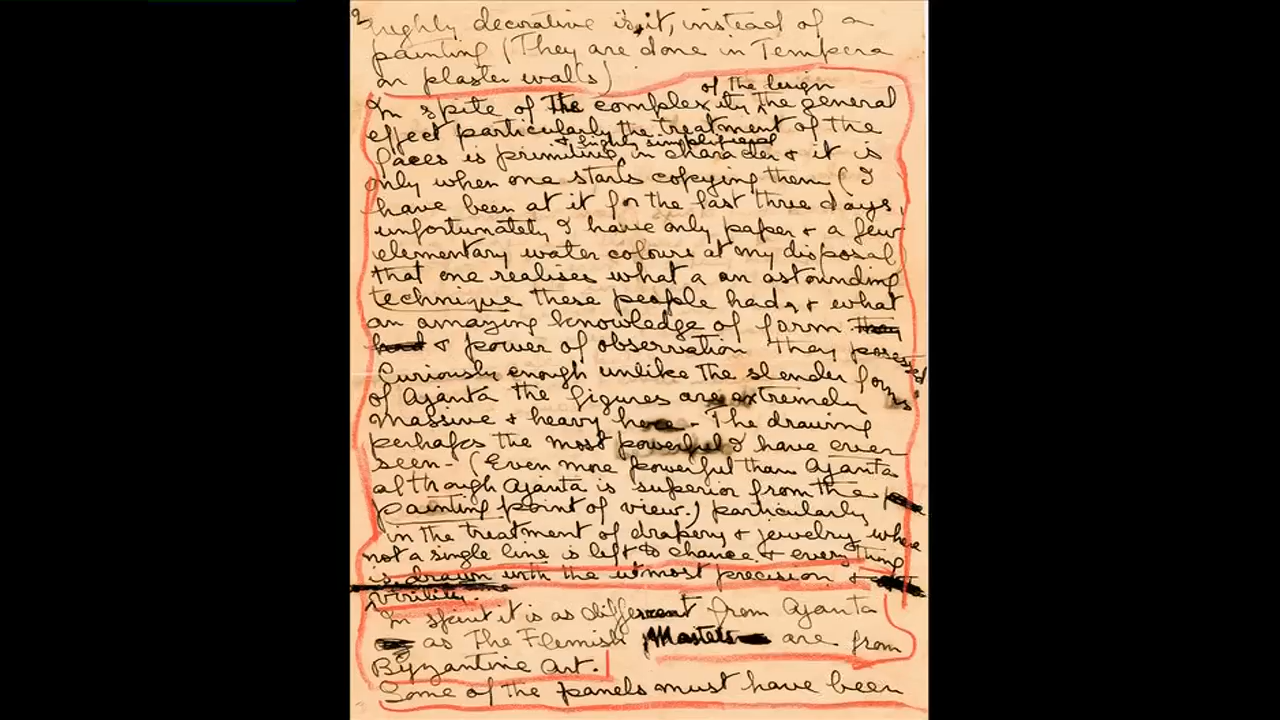 2
highly decorative is it, instead of a
painting (They are done in Tempera
on plaster walls)
of the design
In spite of the complexity the general
effect particularly the treatment of the
& highly simplified
faces is primitive in character & it is
only when one starts copying them (I
have been at it for the last three days,
unfortunately I have only paper & a few
elementary water colours at my disposal)
that one realises what a an astounding
technique these people had, & what
an amazing knowledge of form they
had & power of observation they posessed
Curiously enough unlike the slender forms
of Ajanta the figures are extremely
massive & heavy here - The drawing
perhaps the most powerful I have ever
seen - (Even more powerful than Ajanta
although Ajanta is superior from the
painting point of view.) particularly
in the treatment of drapery & jewelry, where
not a single line is left to chance & everything
is drawn with the utmost precision &
virility.
In spirit it is as different from Ajanta
as The Flemish Masters are from
Byzantine Art.
Some of the panels must have been